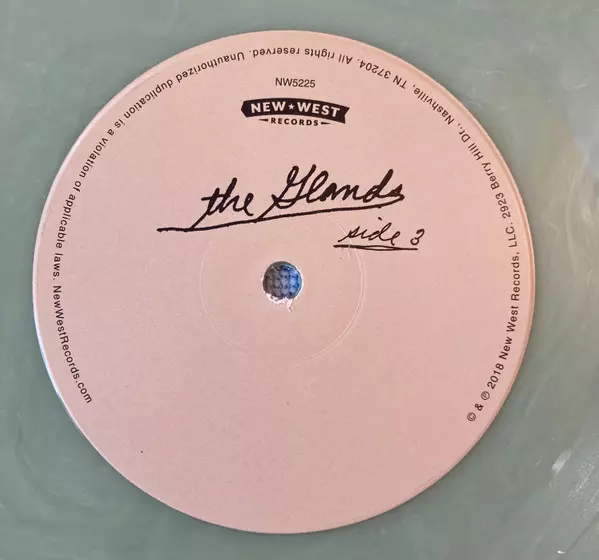 NW5225
NEW★WEST
RECORDS
the Glands
side 3
© & ℗ 2018 New West Records, LLC. 2923 Berry Hill Dr., Nashville, TN 37204. All rights reserved. Unauthorized duplication is a violation of applicable laws. NewWestRecords.com